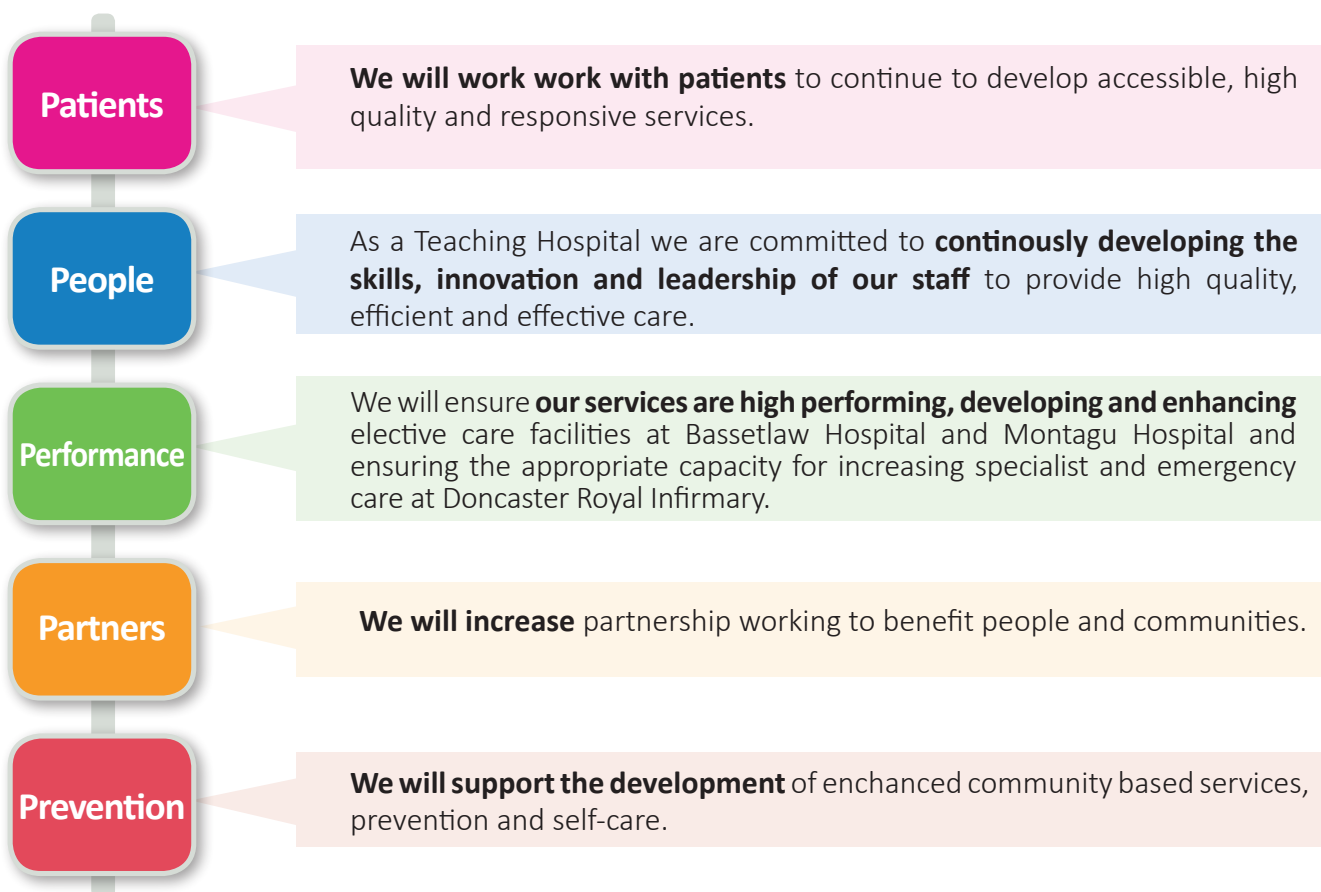 Patients
We will work work with patients to continue to develop accessible, high
quality and responsive services.
People
As a Teaching Hospital we are committed to continously developing the
skills, innovation and leadership of our staff to provide high quality,
efficient and effective care.
Performance
We will ensure our services are high performing, developing and enhancing
elective care facilities at Bassetlaw Hospital and Montagu Hospital and
ensuring the appropriate capacity for increasing specialist and emergency
care at Doncaster Royal Infirmary.
Partners
We will increase partnership working to benefit people and communities.
Prevention
We will support the development of enchanced community based services,
prevention and self-care.